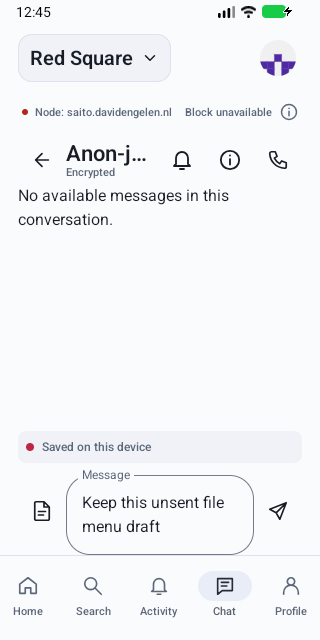 12:45
Red Square
Node: saito.davidengelen.nl Block unavailable
Anon-j...
Encrypted
No available messages in this
conversation.
Saved on this device
Message
Keep this unsent file
menu draft
Home Search Activity Chat Profile